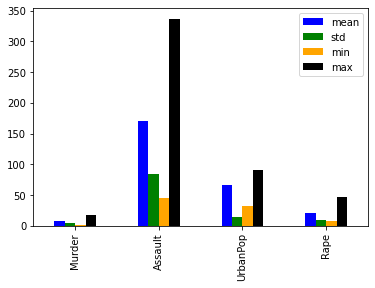 350
300
250
200
150
100
50
0
mean
std
min
max
Murder
Assault
UrbanPop
Rape